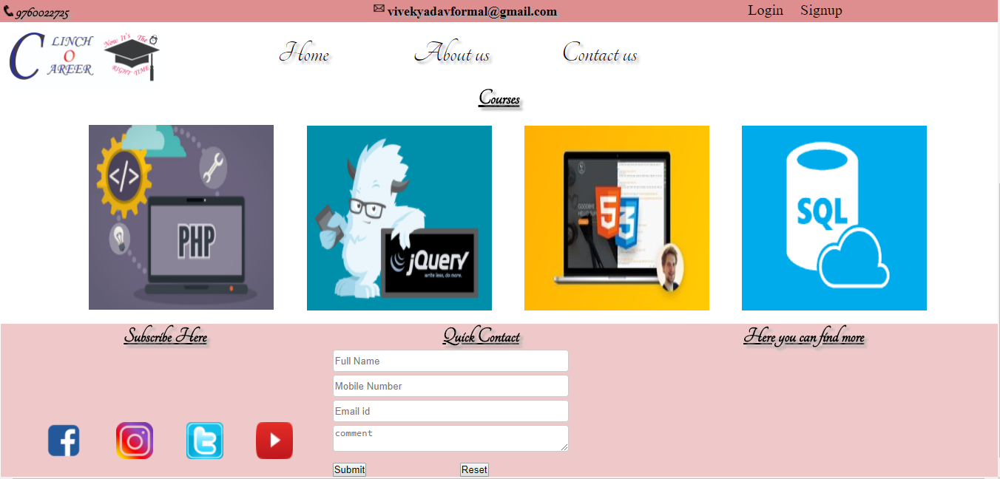 9760022725
vivekyadavformal@gmail.com
Login Signup
C LINCH
O
AREER
Now It's The
RIGHT TIME
Home About us Contact us
Courses
</>
PHP
jQuery
write less, do more.
5 3
SQL
Subscribe Here
Quick Contact
Here you can find more
Full Name
Mobile Number
Email id
comment
Submit Reset